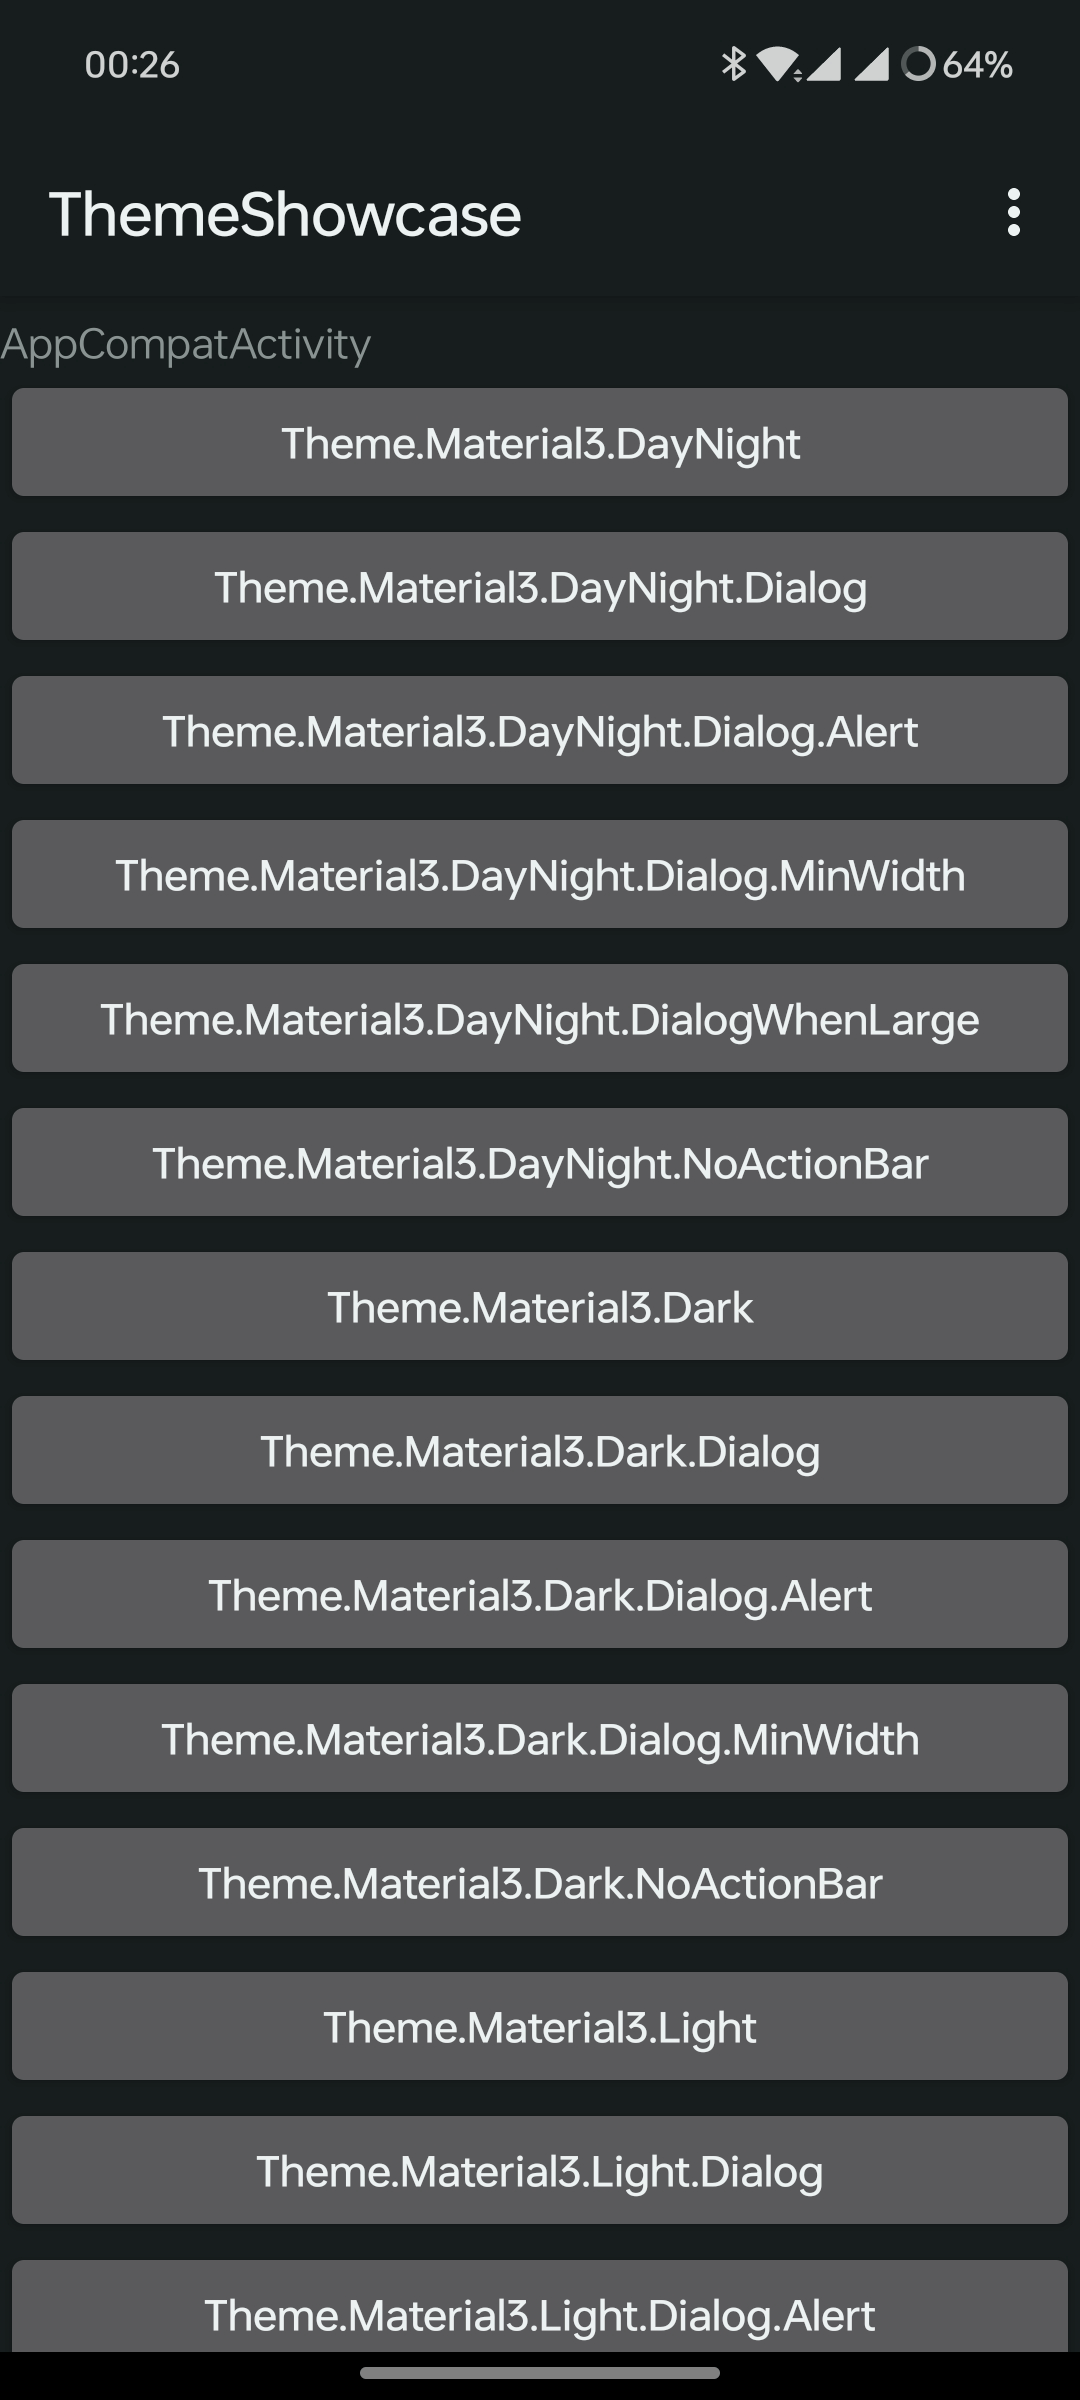 00:26
64%
ThemeShowcase
AppCompatActivity
Theme.Material3.DayNight
Theme.Material3.DayNight.Dialog
Theme.Material3.DayNight.Dialog.Alert
Theme.Material3.DayNight.Dialog.MinWidth
Theme.Material3.DayNight.DialogWhenLarge
Theme.Material3.DayNight.NoActionBar
Theme.Material3.Dark
Theme.Material3.Dark.Dialog
Theme.Material3.Dark.Dialog.Alert
Theme.Material3.Dark.Dialog.MinWidth
Theme.Material3.Dark.NoActionBar
Theme.Material3.Light
Theme.Material3.Light.Dialog
Theme.Material3.Light.Dialog.Alert